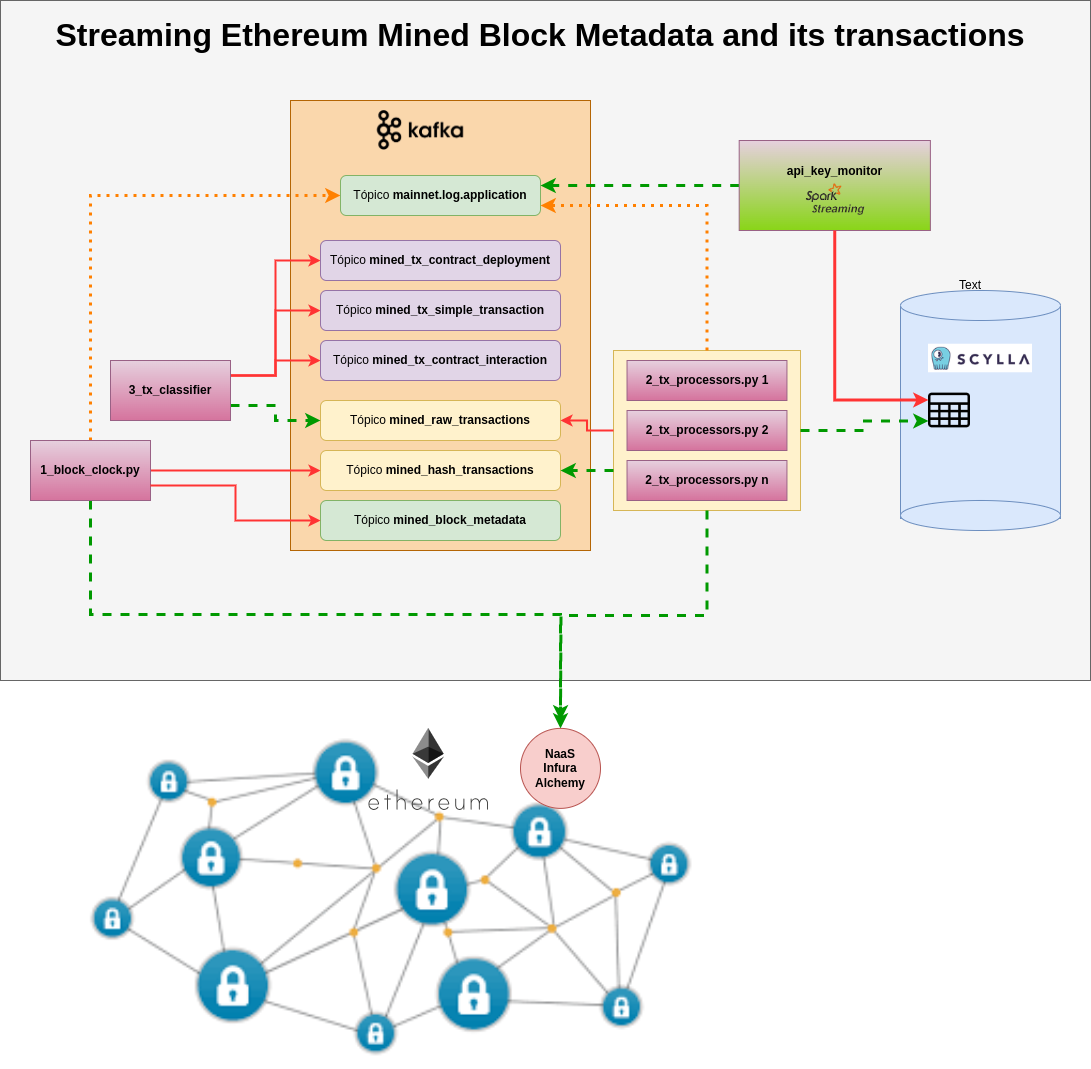 Streaming Ethereum Mined Block Metadata and its transactions
kafka
Tópico mainnet.log.application
api_key_monitor
Spark
Streaming
Tópico mined_tx_contract_deployment
Tópico mined_tx_simple_transaction
Tópico mined_tx_contract_interaction
Text
SCYLLA
3_tx_classifier
2_tx_processors.py 1
Tópico mined_raw_transactions
2_tx_processors.py 2
1_block_clock.py
Tópico mined_hash_transactions
2_tx_processors.py n
Tópico mined_block_metadata
NaaS
Infura
Alchemy
ethereum